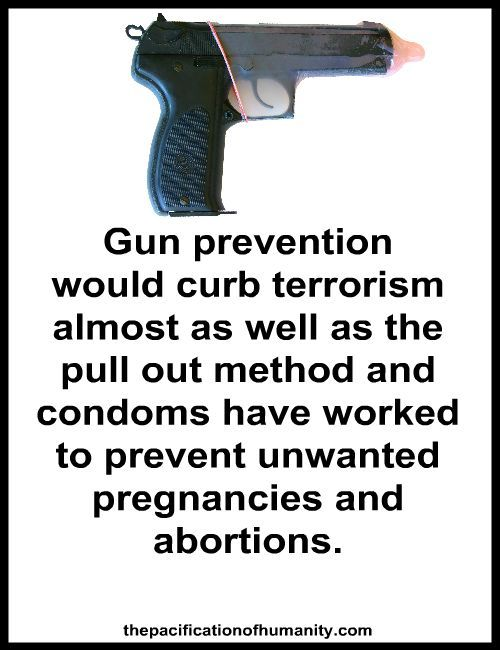 Gun prevention
would curb terrorism
almost as well as the
pull out method and
condoms have worked
to prevent unwanted
pregnancies and
abortions.
thepacificationofhumanity.com